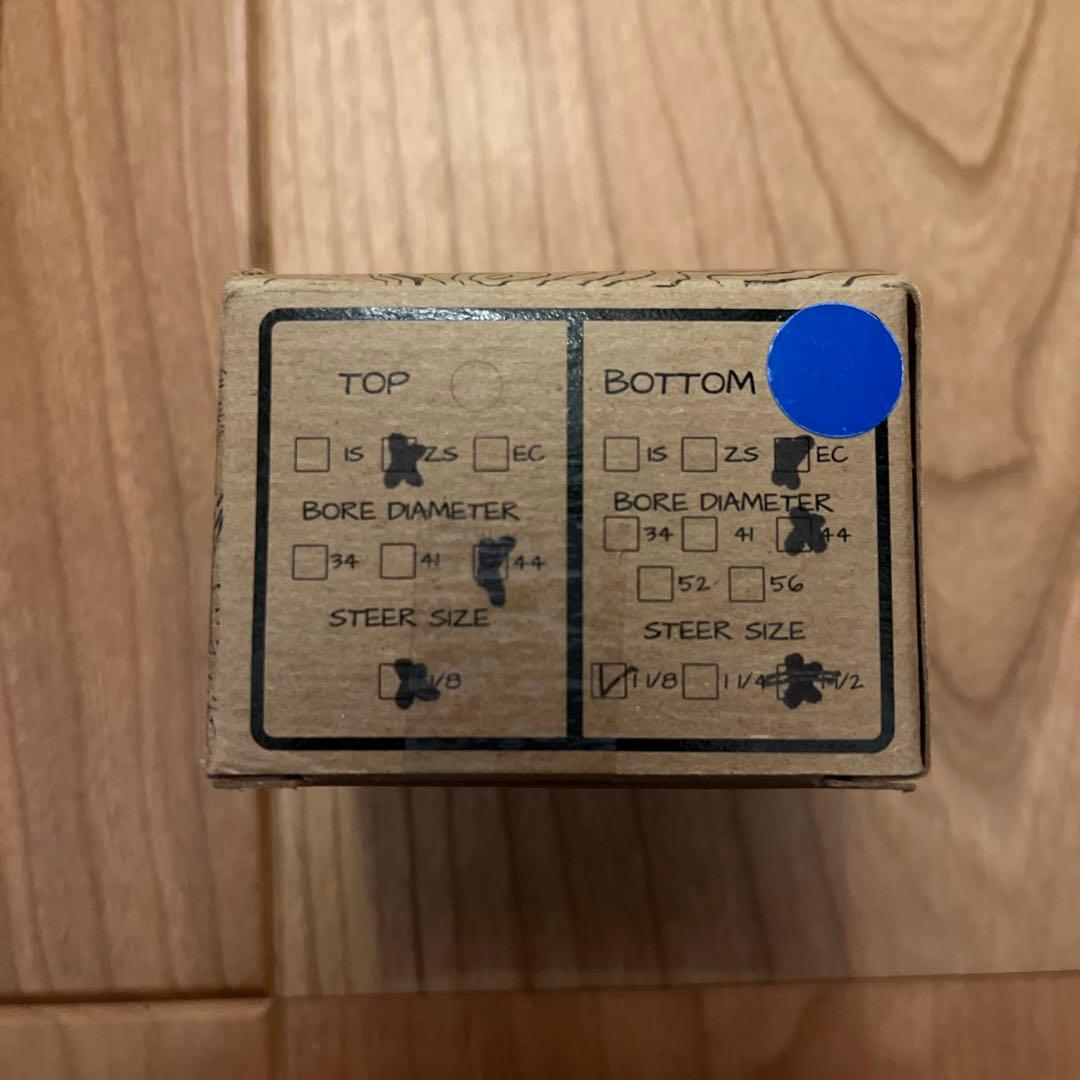 TOP
IS ZS EC
BORE DIAMETER
34 41 44
STEER SIZE
1/8
BOTTOM
IS ZS EC
BORE DIAMETER
34 41 44
52 56
STEER SIZE
1 1/8 1 1/4 1 1/2